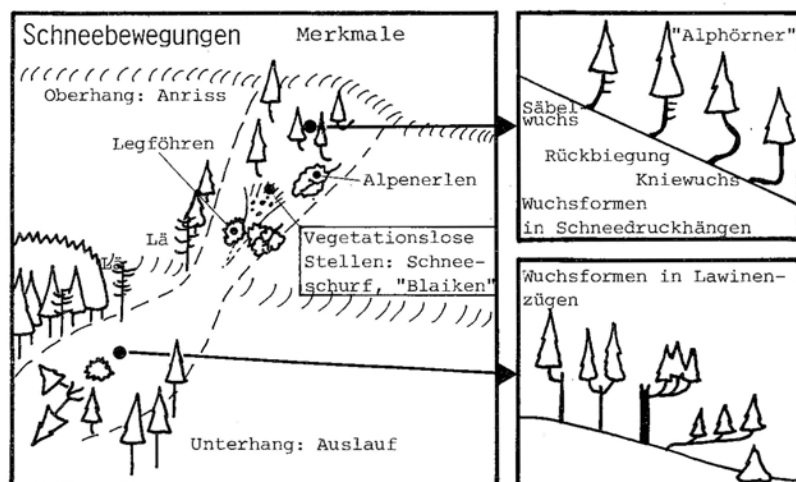 Schneebewegungen Merkmale
Oberhang: Anriss
Legföhren
Alpenerlen
Lä
Lä
Vegetationslose
Stellen: Schnee-
schurf, "Blaiken"
Unterhang: Auslauf
"Alphörner"
Säbel-
wuchs
Rückbiegung
Kniewuchs
Wuchsformen
in Schneedruckhängen
Wuchsformen in Lawinen-
zügen